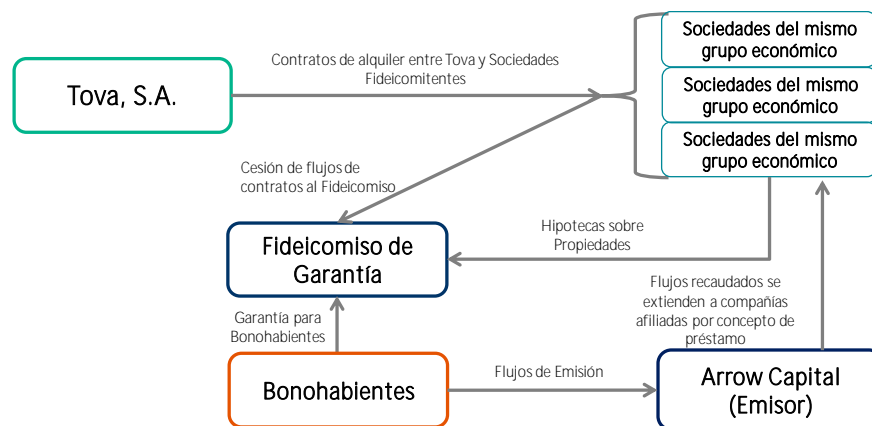 Contratos de alquiler entre Tova y Sociedades
Fideicomitentes
Tova, S.A.
Sociedades del mismo
grupo económico
Sociedades del mismo
grupo económico
Sociedades del mismo
grupo económico
Cesión de flujos de
contratos al Fideicomiso
Hipotecas sobre
Propiedades
Fideicomiso de
Garantía
Flujos recaudados se
extienden a compañías
afiliadas por concepto de
préstamo
Garantía para
Bonohabientes
Bonohabientes
Flujos de Emisión
Arrow Capital
(Emisor)